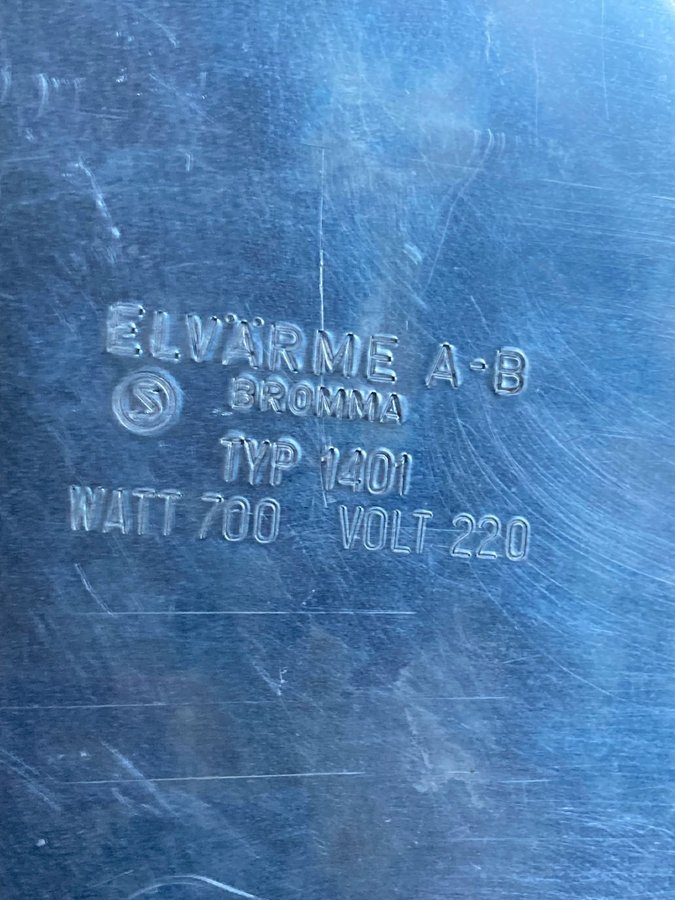 ELVÄRME A-B
S BROMMA
TYP 1401
WATT 700 VOLT 220